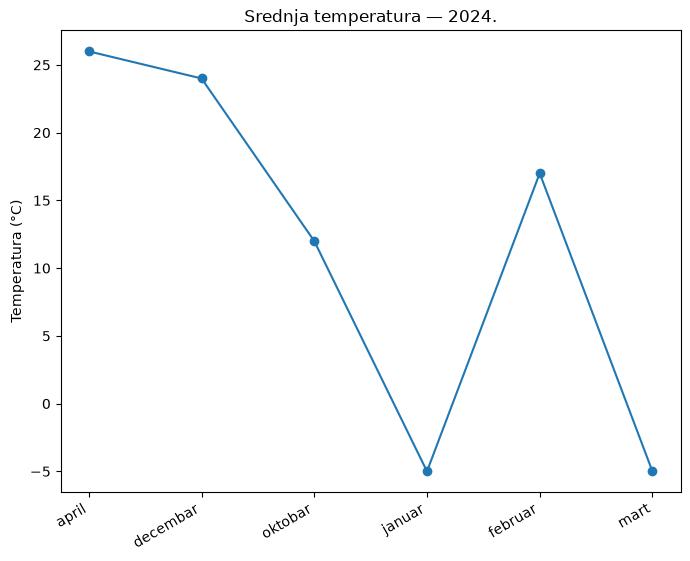 Srednja temperatura — 2024.
Temperatura (°C)
25
20
15
10
5
0
−5
april
decembar
oktobar
januar
februar
mart